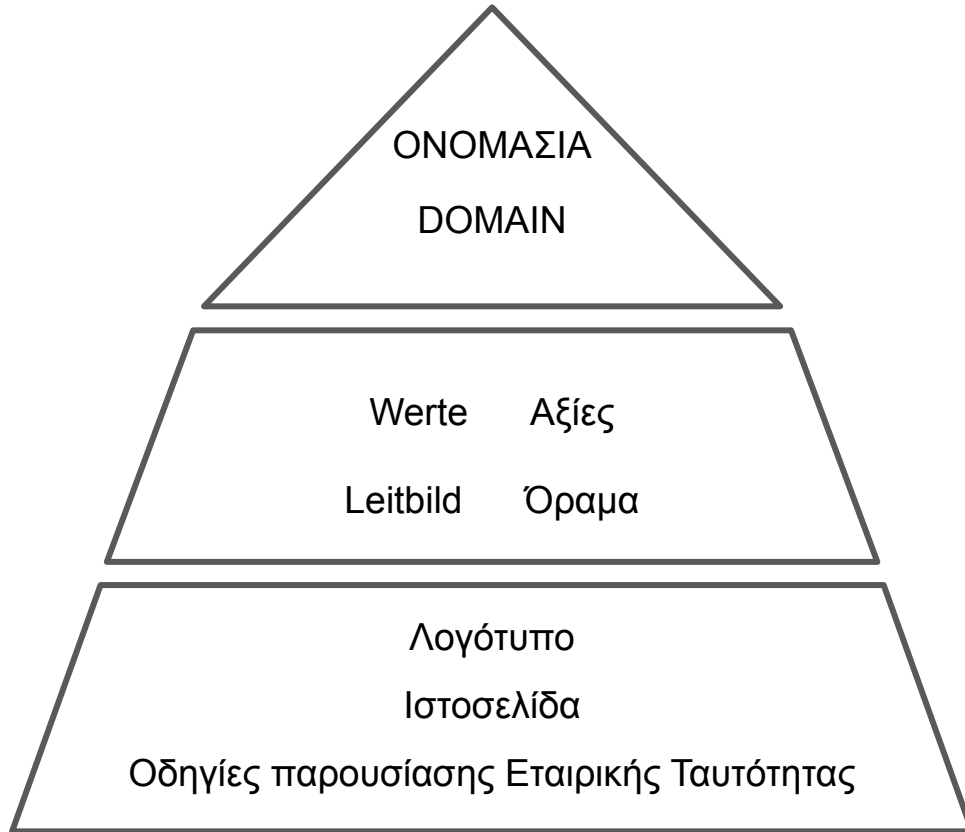 ΟΝΟΜΑΣΙΑ
DOMAIN
Werte Αξίες
Leitbild Όραμα
Λογότυπο
Ιστοσελίδα
Οδηγίες παρουσίασης Εταιρικής Ταυτότητας